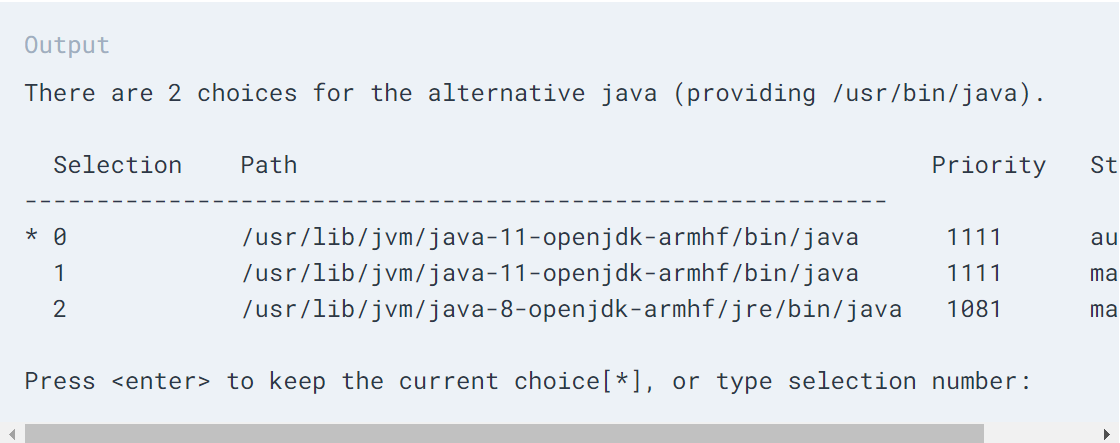 Output
There are 2 choices for the alternative java (providing /usr/bin/java).
Selection Path Priority St
------------------------------------------------------------
* 0 /usr/lib/jvm/java-11-openjdk-armhf/bin/java 1111 au
1 /usr/lib/jvm/java-11-openjdk-armhf/bin/java 1111 ma
2 /usr/lib/jvm/java-8-openjdk-armhf/jre/bin/java 1081 ma
Press <enter> to keep the current choice[*], or type selection number: